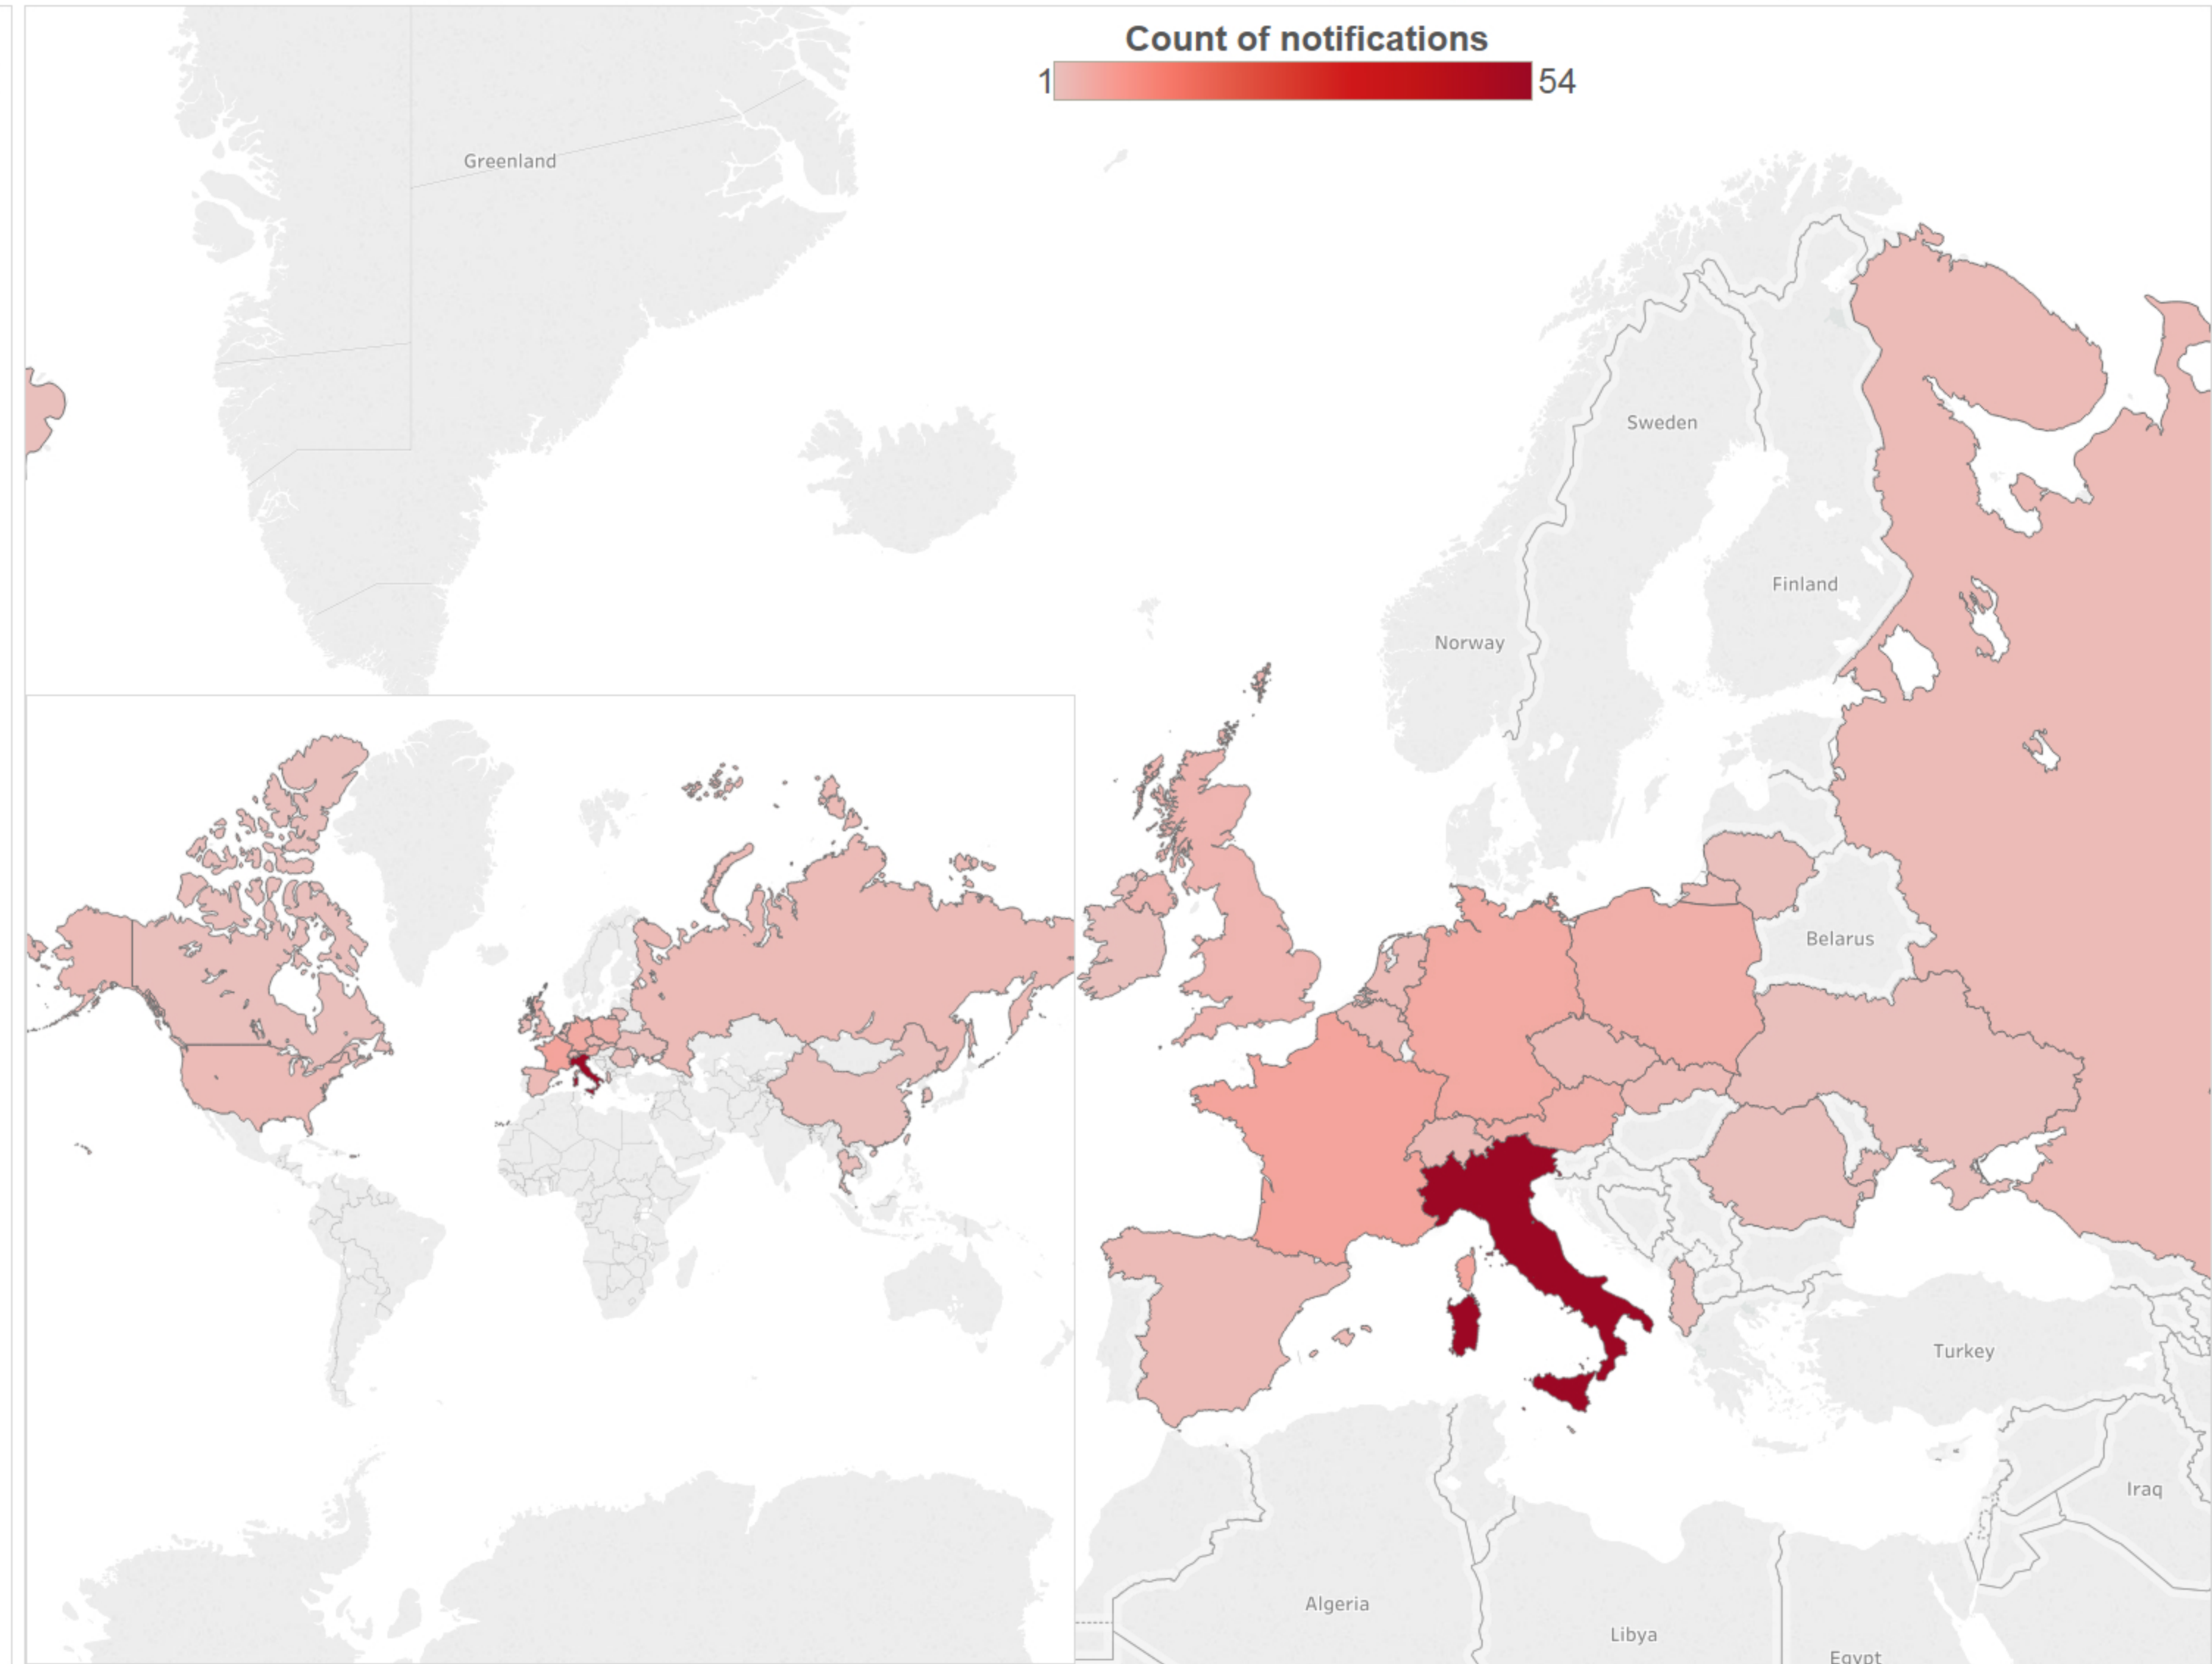 Count of notifications
1 54
Greenland
Sweden
Finland
Norway
Belarus
Turkey
Iraq
Algeria
Libya
Egypt